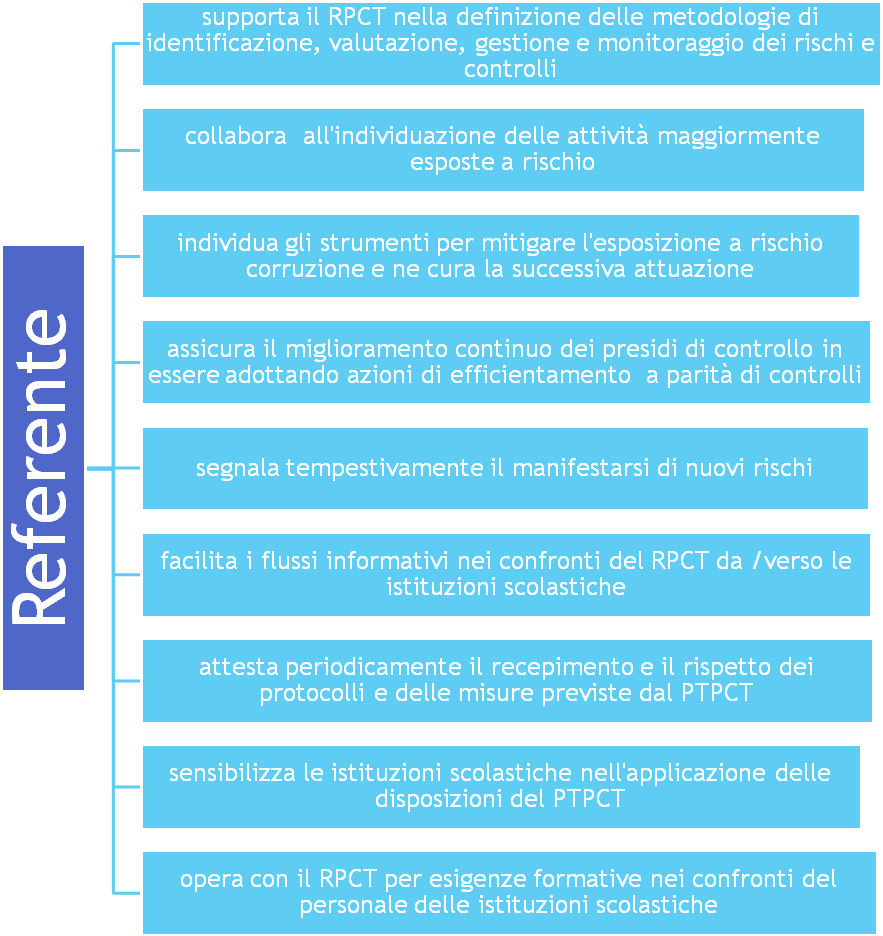 Referente
supporta il RPCT nella definizione delle metodologie di
identificazione, valutazione, gestione e monitoraggio dei rischi e
controlli
collabora  all'individuazione delle attività maggiormente
esposte a rischio
individua gli strumenti per mitigare l'esposizione a rischio
corruzione e ne cura la successiva attuazione
assicura il miglioramento continuo dei presidi di controllo in
essere adottando azioni di efficientamento  a parità di controlli
segnala tempestivamente il manifestarsi di nuovi rischi
facilita i flussi informativi nei confronti del RPCT da /verso le
istituzioni scolastiche
attesta periodicamente il recepimento e il rispetto dei
protocolli e delle misure previste dal PTPCT
sensibilizza le istituzioni scolastiche nell'applicazione delle
disposizioni del PTPCT
opera con il RPCT per esigenze formative nei confronti del
personale delle istituzioni scolastiche